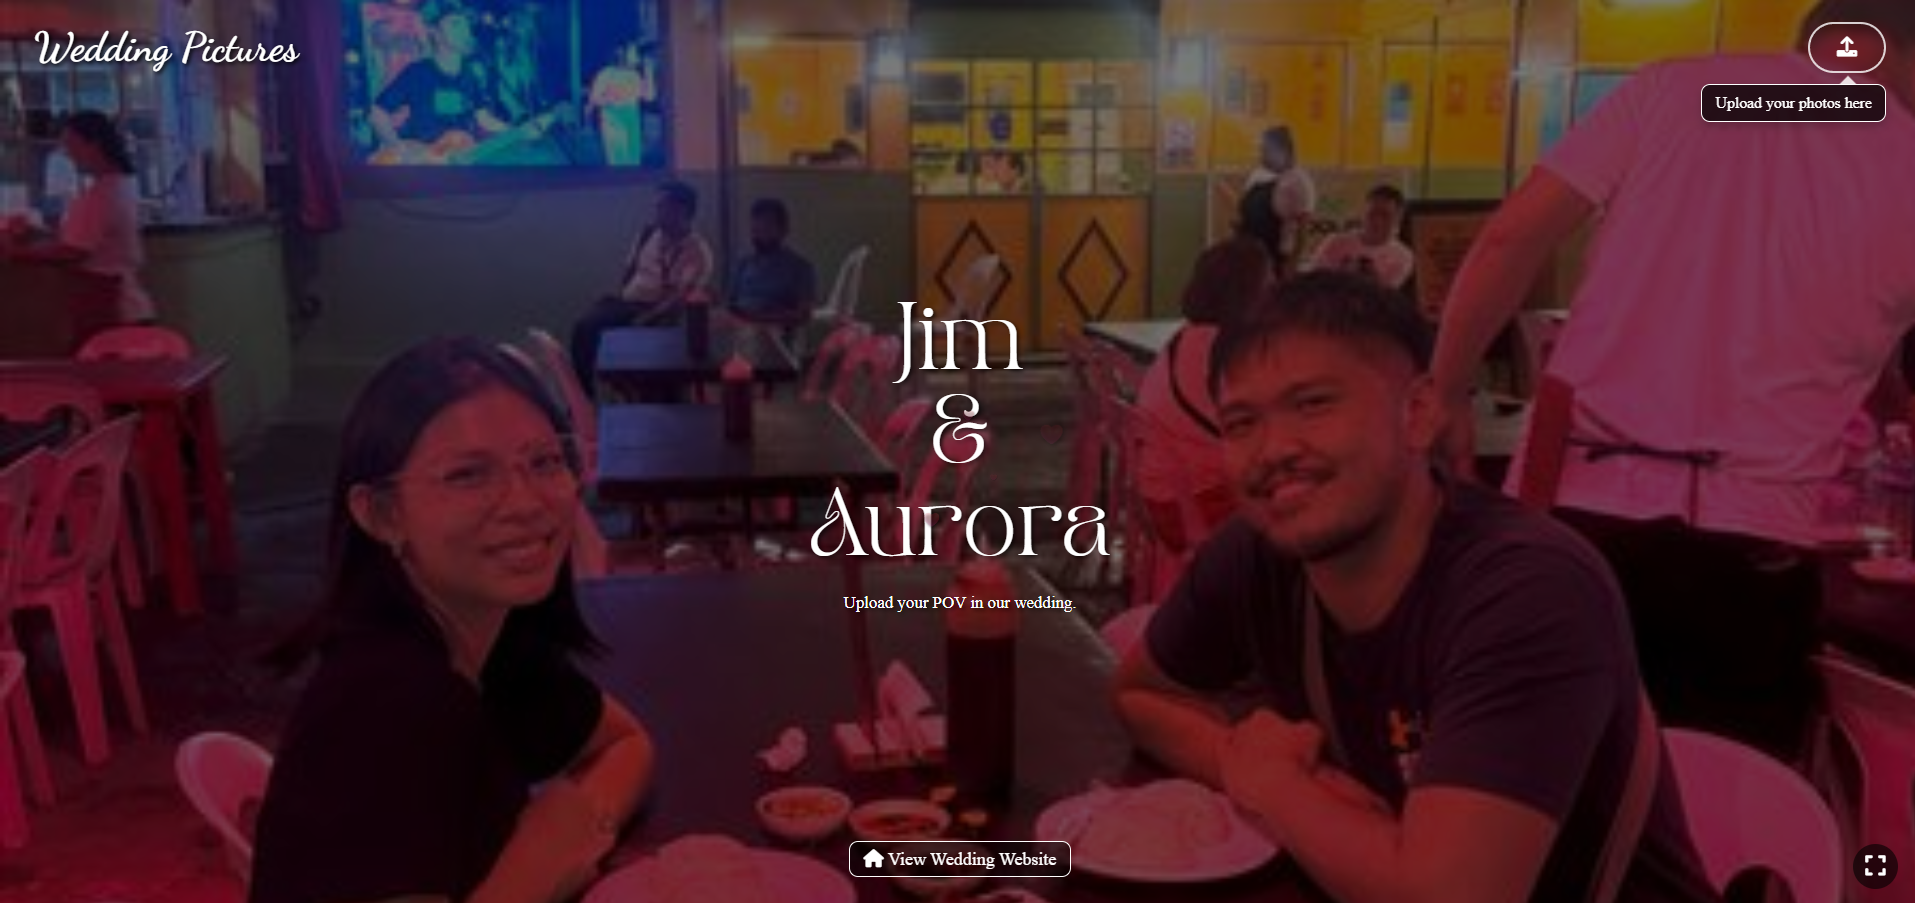 Wedding Pictures
Upload your photos here
Jim
&
Aurora
Upload your POV in our wedding.
View Wedding Website